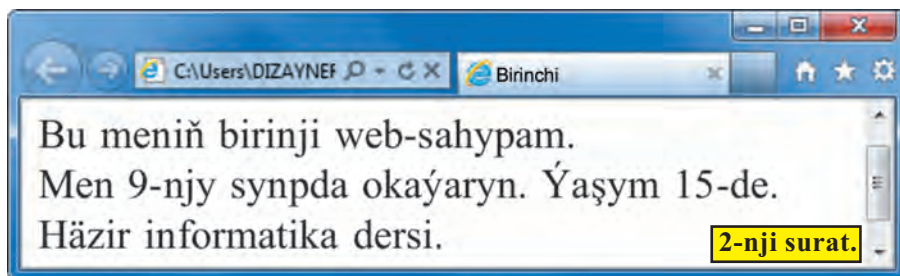 C:\Users\DIZAYNEF
Birinchi
Bu meniň birinji web-sahypam.
Men 9-njy synpda okaýaryn. Ýaşym 15-de.
Häzir informatika dersi.
2-nji surat.